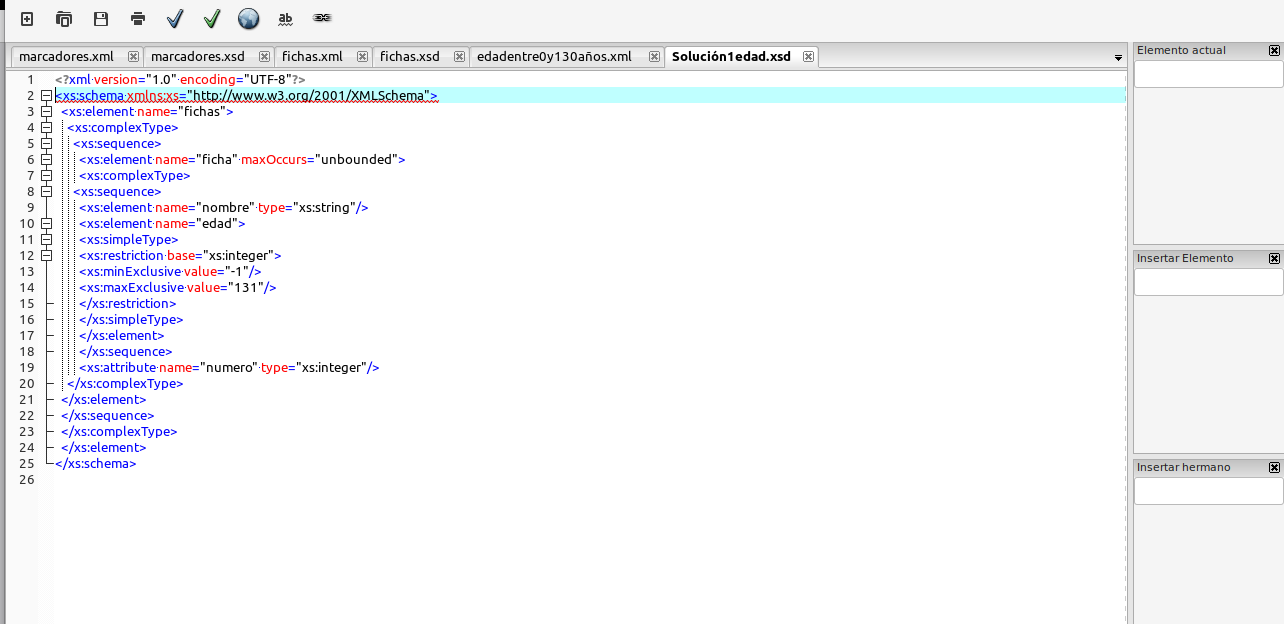 ab
marcadores.xml marcadores.xsd fichas.xml fichas.xsd edadentre0y130años.xml Solución1edad.xsd
1 <?xml version="1.0" encoding="UTF-8"?>
2 <xs:schema xmlns:xs="http://www.w3.org/2001/XMLSchema">
3 <xs:element name="fichas">
4 <xs:complexType>
5 <xs:sequence>
6 <xs:element name="ficha" maxOccurs="unbounded">
7 <xs:complexType>
8 <xs:sequence>
9 <xs:element name="nombre" type="xs:string"/>
10 <xs:element name="edad">
11 <xs:simpleType>
12 <xs:restriction base="xs:integer">
13 <xs:minExclusive value="-1"/>
14 <xs:maxExclusive value="131"/>
15 </xs:restriction>
16 </xs:simpleType>
17 </xs:element>
18 </xs:sequence>
19 <xs:attribute name="numero" type="xs:integer"/>
20 </xs:complexType>
21 </xs:element>
22 </xs:sequence>
23 </xs:complexType>
24 </xs:element>
25 </xs:schema>
26
Elemento actual
Insertar Elemento
Insertar hermano